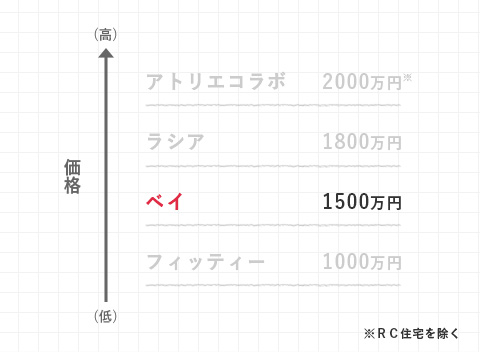 （高）
アトリエコラボ 2000万円※
ラシア 1800万円
価格
ベイ 1500万円
フィッティー 1000万円
（低）
※ＲＣ住宅を除く